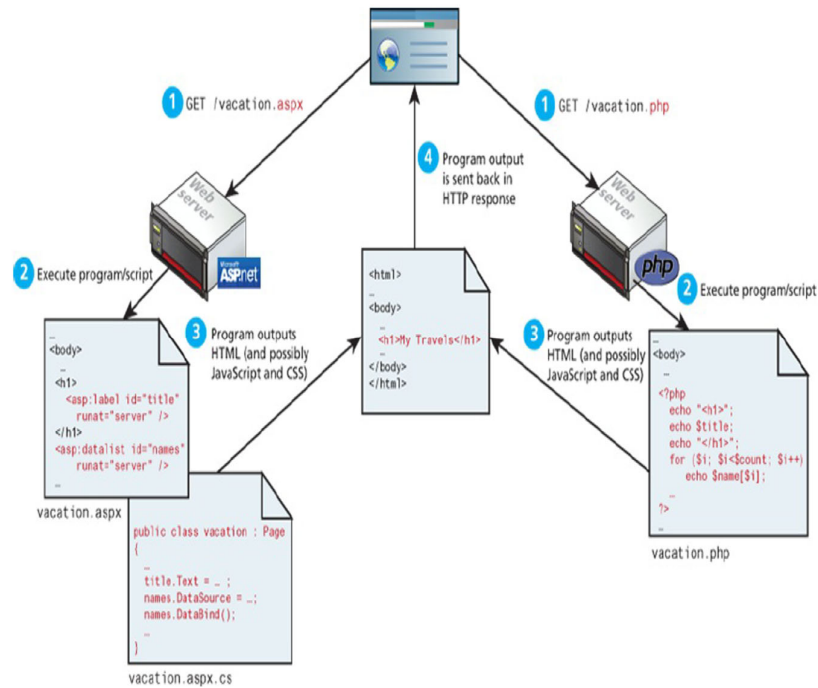 1 GET /vacation.aspx
1 GET /vacation.php
4 Program output
is sent back in
HTTP response
Web
server
Microsoft
ASP.net
Web
server
php
2 Execute program/script
2 Execute program/script
3 Program outputs
HTML (and possibly
JavaScript and CSS)
3 Program outputs
HTML (and possibly
JavaScript and CSS)
<html>
…
<body>
…
<h1>My Travels</h1>
…
</body>
</html>
…
<body>
…
<h1>
<asp:label id="title"
runat="server" />
</h1>
<asp:datalist id="names"
runat="server" />
…
vacation.aspx
public class vacation : Page
{
…
title.Text = … ;
names.DataSource = …;
names.DataBind();
…
}
vacation.aspx.cs
…
<body>
…
<?php
echo "<h1>";
echo $title;
echo "</h1>";
for ($i; $i<$count; $i++)
echo $name[$i];
…
?>
…
vacation.php